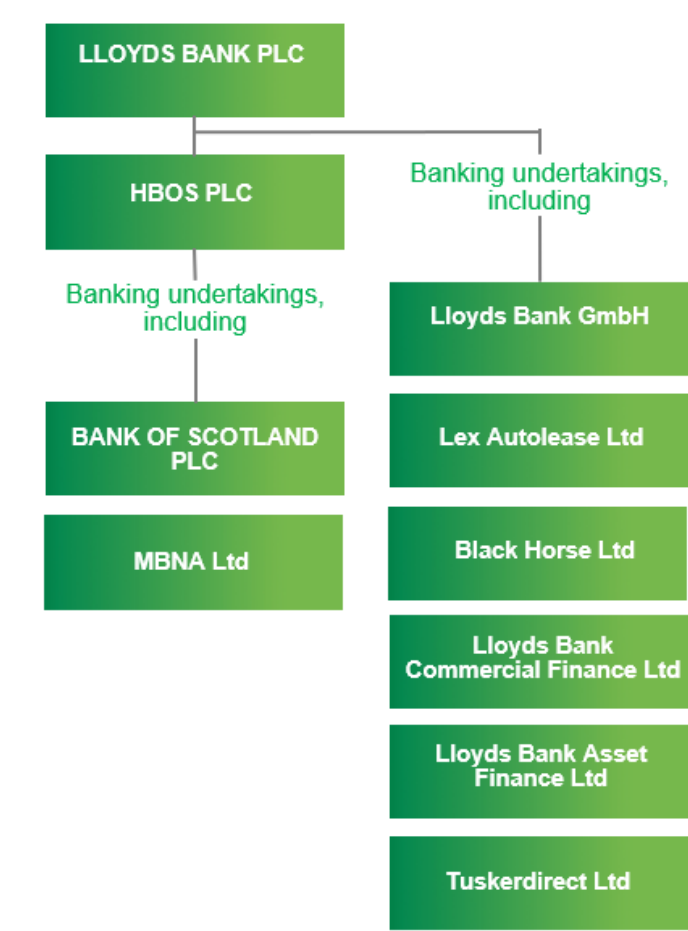 LLOYDS BANK PLC
HBOS PLC
Banking undertakings,
including
BANK OF SCOTLAND
PLC
MBNA Ltd
Banking undertakings,
including
Lloyds Bank GmbH
Lex Autolease Ltd
Black Horse Ltd
Lloyds Bank
Commercial Finance Ltd
Lloyds Bank Asset
Finance Ltd
Tuskerdirect Ltd